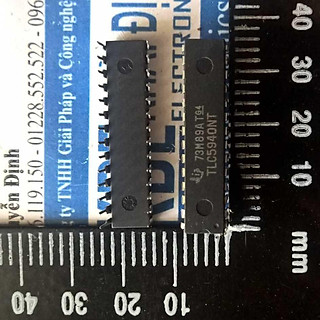 TLC5940NT
73M89AT94
yễn Định
119.150 - 01228.552.522 - 096
ty TNHH Giải Pháp và Công nghệ
ĐỊNH
ELECTRON
40
30
20
10
mm
40
30
20
10